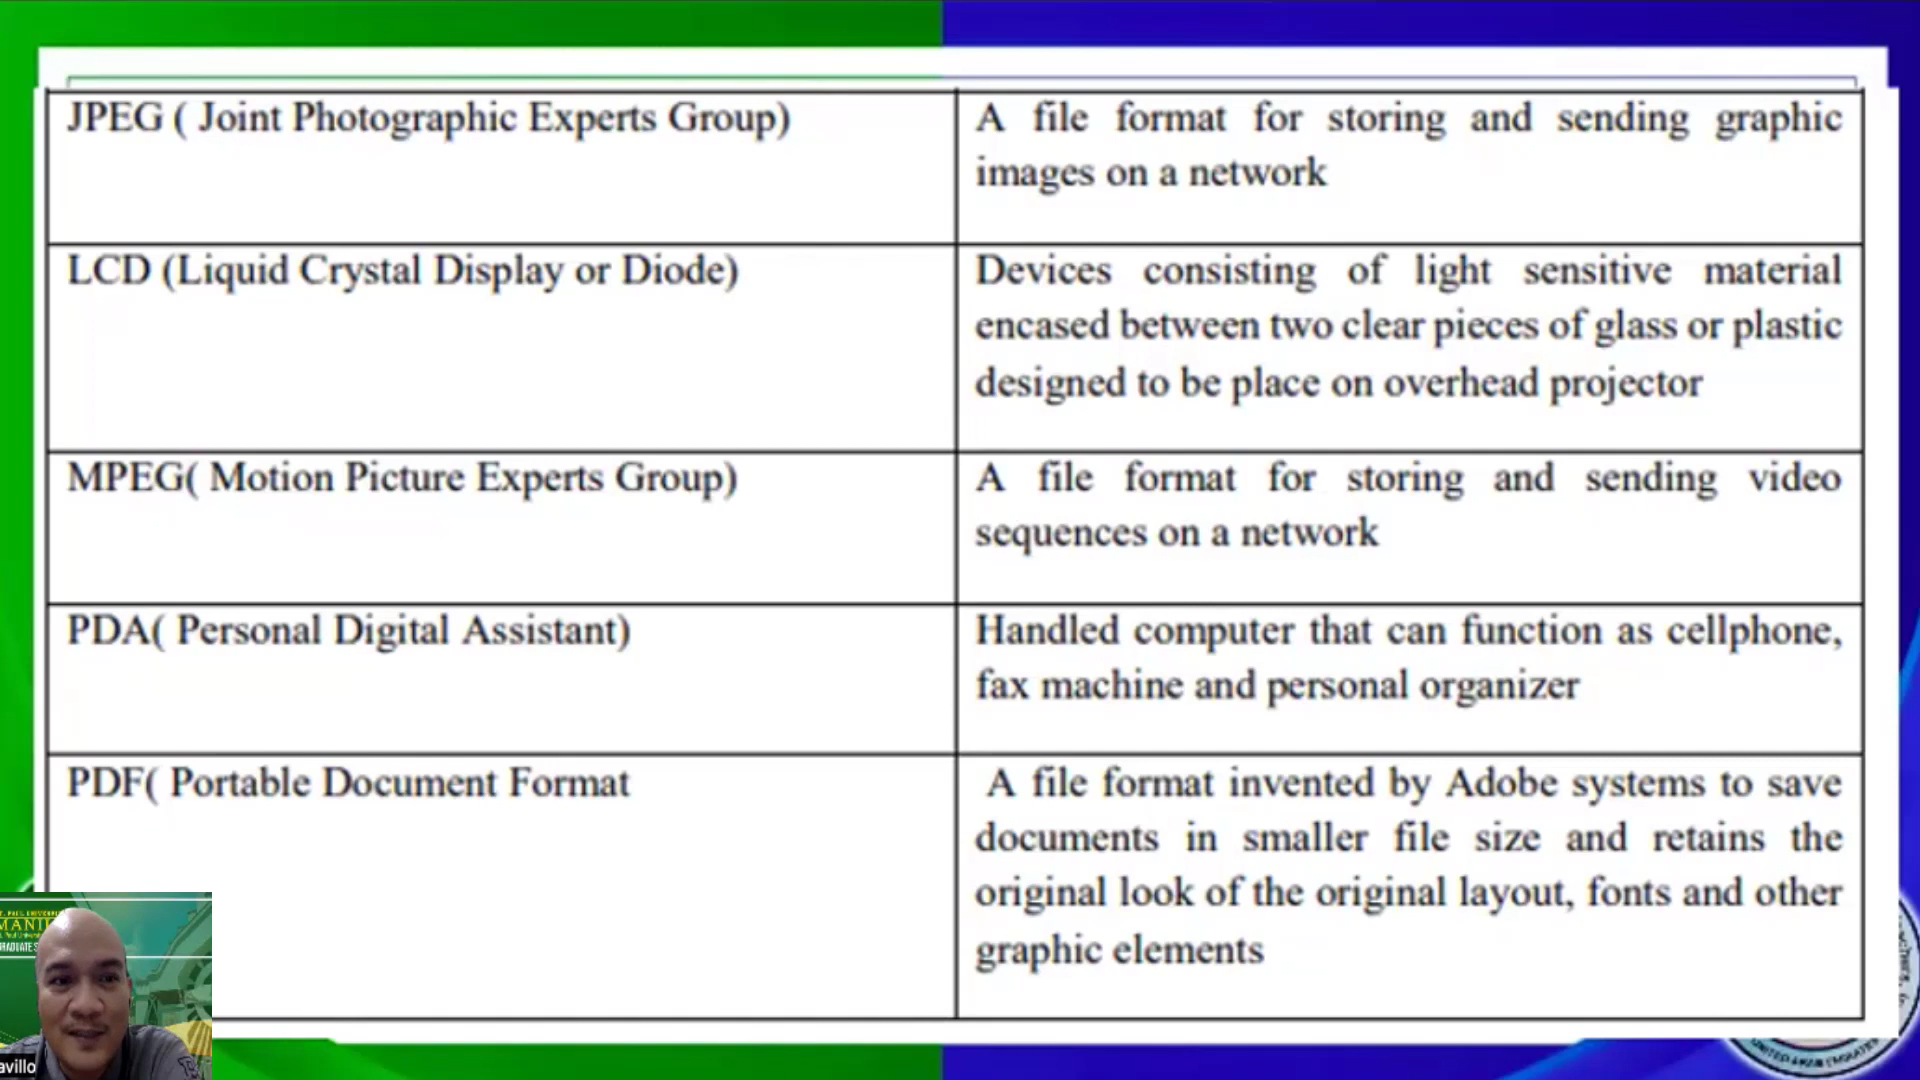 JPEG ( Joint Photographic Experts Group)
A file format for storing and sending graphic
images on a network
LCD (Liquid Crystal Display or Diode)
Devices consisting of light sensitive material
encased between two clear pieces of glass or plastic
designed to be place on overhead projector
MPEG( Motion Picture Experts Group)
A file format for storing and sending video
sequences on a network
PDA( Personal Digital Assistant)
Handled computer that can function as cellphone,
fax machine and personal organizer
PDF( Portable Document Format
A file format invented by Adobe systems to save
documents in smaller file size and retains the
original look of the original layout, fonts and other
graphic elements
avillo
UNITED ARAB EMIRATES